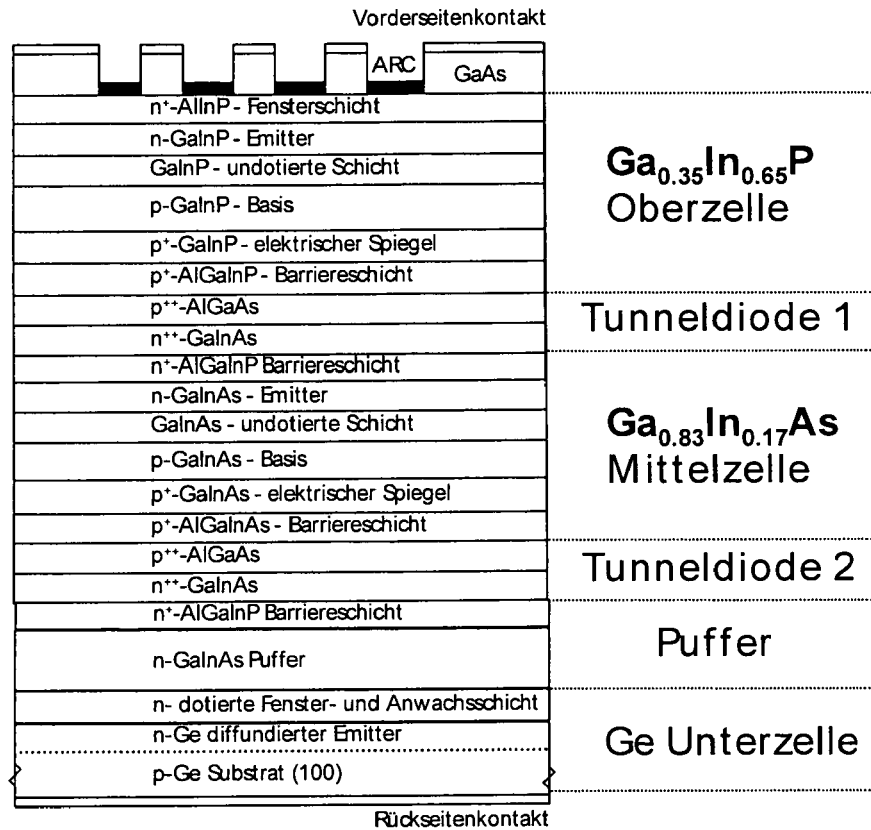 Vorderseitenkontakt
ARC
GaAs
n⁺-AlInP - Fensterschicht
n-GaInP - Emitter
GaInP - undotierte Schicht
p-GaInP - Basis
p⁺-GaInP - elektrischer Spiegel
p⁺-AlGaInP - Barriereschicht
Ga₀.₃₅In₀.₆₅P
Oberzelle
p⁺⁺-AlGaAs
n⁺⁺-GaInAs
Tunneldiode 1
n⁺-AlGaInP Barriereschicht
n-GaInAs - Emitter
GaInAs - undotierte Schicht
p-GaInAs - Basis
p⁺-GaInAs - elektrischer Spiegel
p⁺-AlGaInAs - Barriereschicht
Ga₀.₈₃In₀.₁₇As
Mittelzelle
p⁺⁺-AlGaAs
n⁺⁺-GaInAs
Tunneldiode 2
n⁺-AlGaInP Barriereschicht
n-GaInAs Puffer
Puffer
n- dotierte Fenster- und Anwachsschicht
n-Ge diffundierter Emitter
p-Ge Substrat (100)
Ge Unterzelle
Rückseitenkontakt